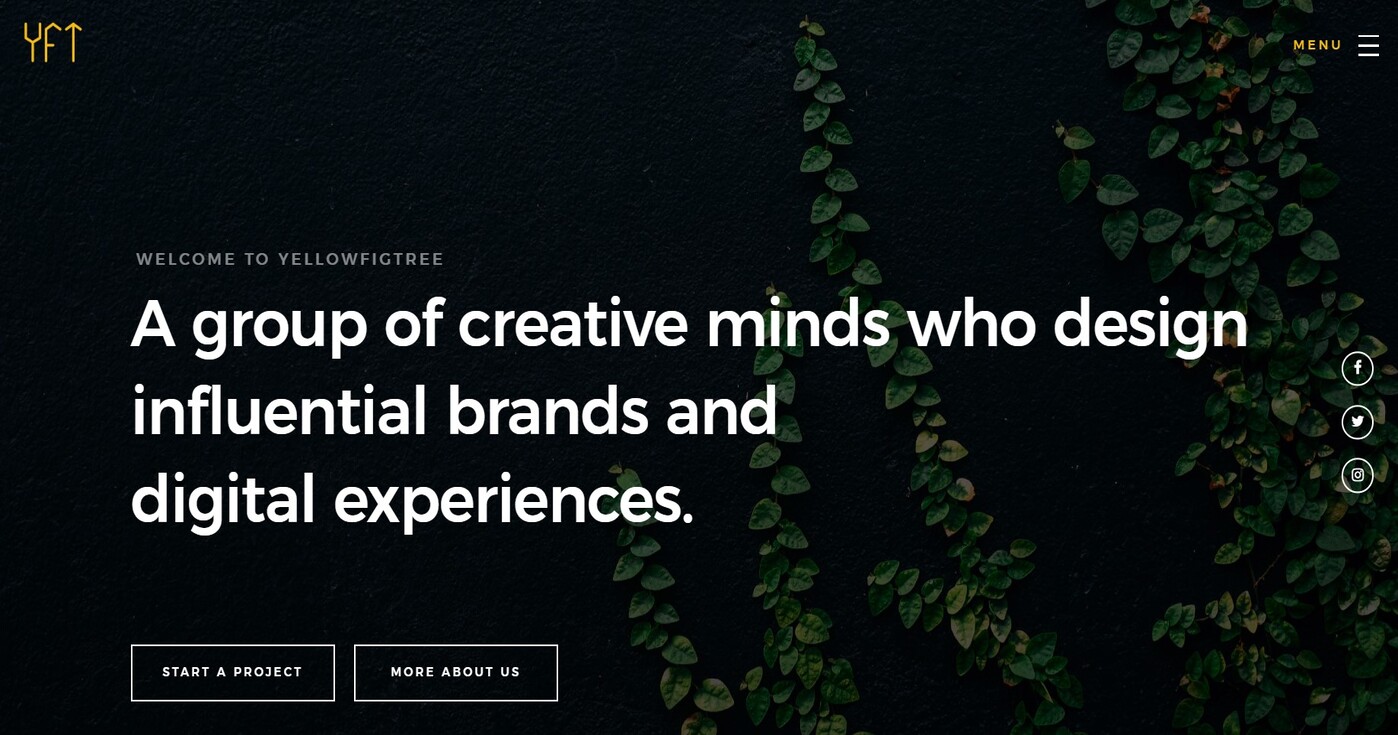 YFT
MENU
WELCOME TO YELLOWFIGTREE
A group of creative minds who design
influential brands and
digital experiences.
START A PROJECT
MORE ABOUT US